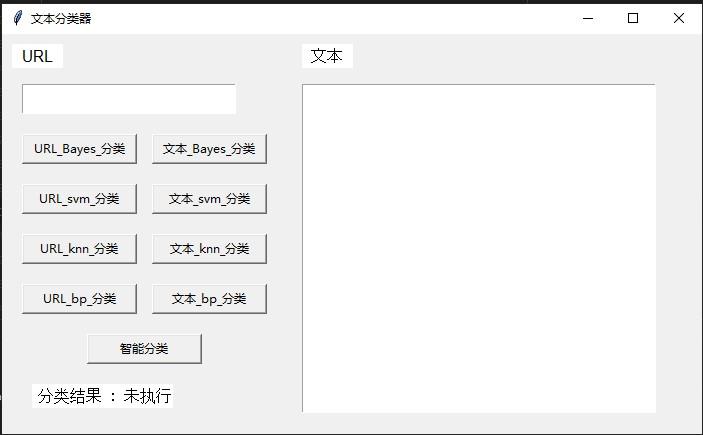 文本分类器
URL
文本
URL_Bayes_分类
文本_Bayes_分类
URL_svm_分类
文本_svm_分类
URL_knn_分类
文本_knn_分类
URL_bp_分类
文本_bp_分类
智能分类
分类结果 : 未执行